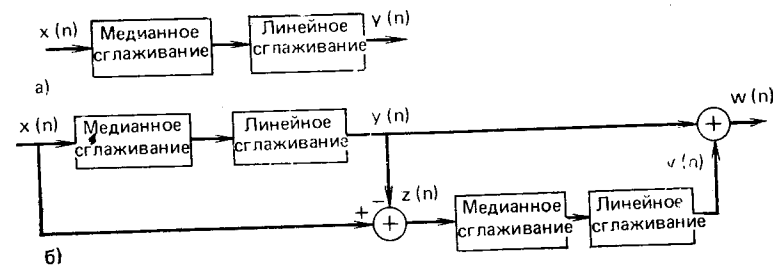 x (n)
Медианное
сглаживание
Линейное
сглаживание
y (n)
а)
x (n)
Медианное
сглаживание
Линейное
сглаживание
y (n)
+
w (n)
+
−
+
z (n)
Медианное
сглаживание
Линейное
сглаживание
v (n)
б)